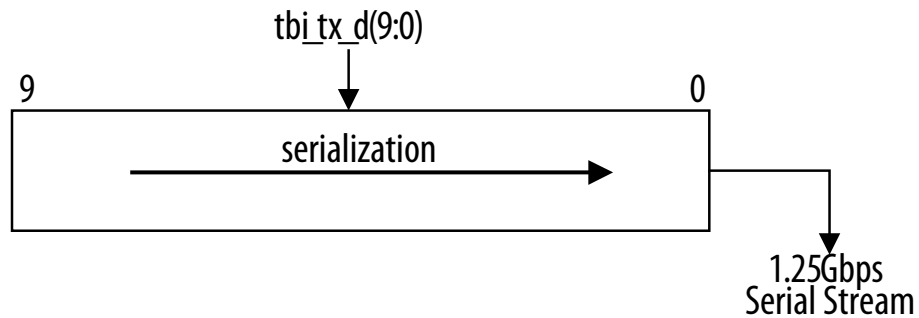 tbi_tx_d(9:0)
9 0
serialization
1.25Gbps
Serial Stream